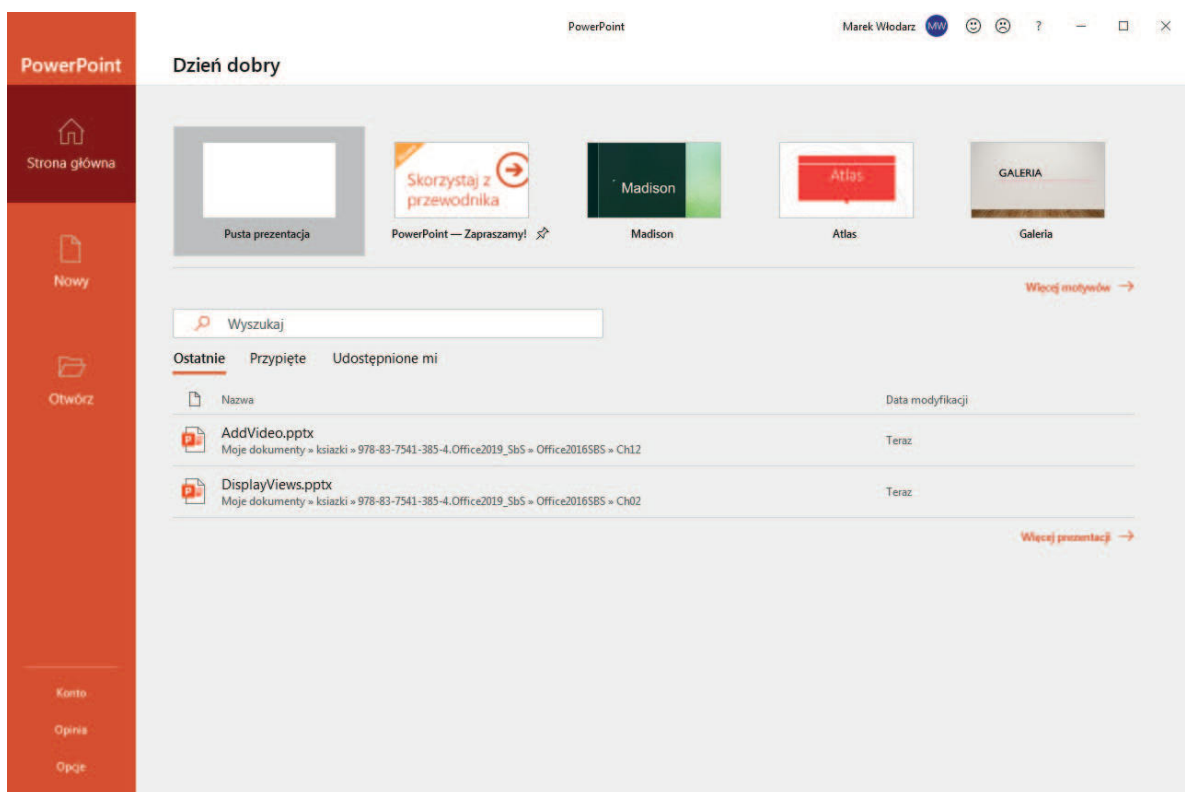 PowerPoint
Marek Włodarz MW ?
PowerPoint
Dzień dobry
Strona główna
Nowy
Otwórz
Konto
Opinia
Opcje
Pusta prezentacja
Skorzystaj z
przewodnika
PowerPoint — Zapraszamy!
Madison
Madison
Atlas
Atlas
GALERIA
Galeria
Więcej motywów
Wyszukaj
Ostatnie Przypięte Udostępnione mi
Nazwa Data modyfikacji
AddVideo.pptx
Moje dokumenty » ksiazki » 978-83-7541-385-4.Office2019_SbS » Office2016SBS » Ch12
Teraz
DisplayViews.pptx
Moje dokumenty » ksiazki » 978-83-7541-385-4.Office2019_SbS » Office2016SBS » Ch02
Teraz
Więcej prezentacji